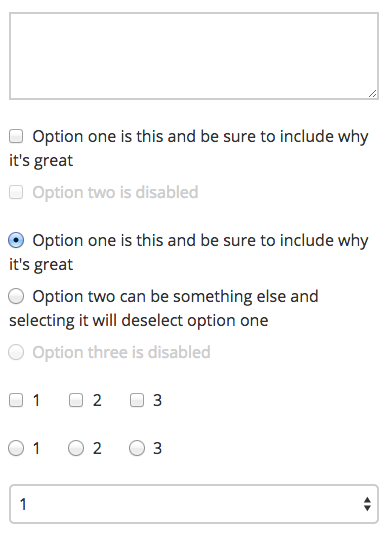 Option one is this and be sure to include why
it's great
Option two is disabled
Option one is this and be sure to include why
it's great
Option two can be something else and
selecting it will deselect option one
Option three is disabled
1 2 3
1 2 3
1